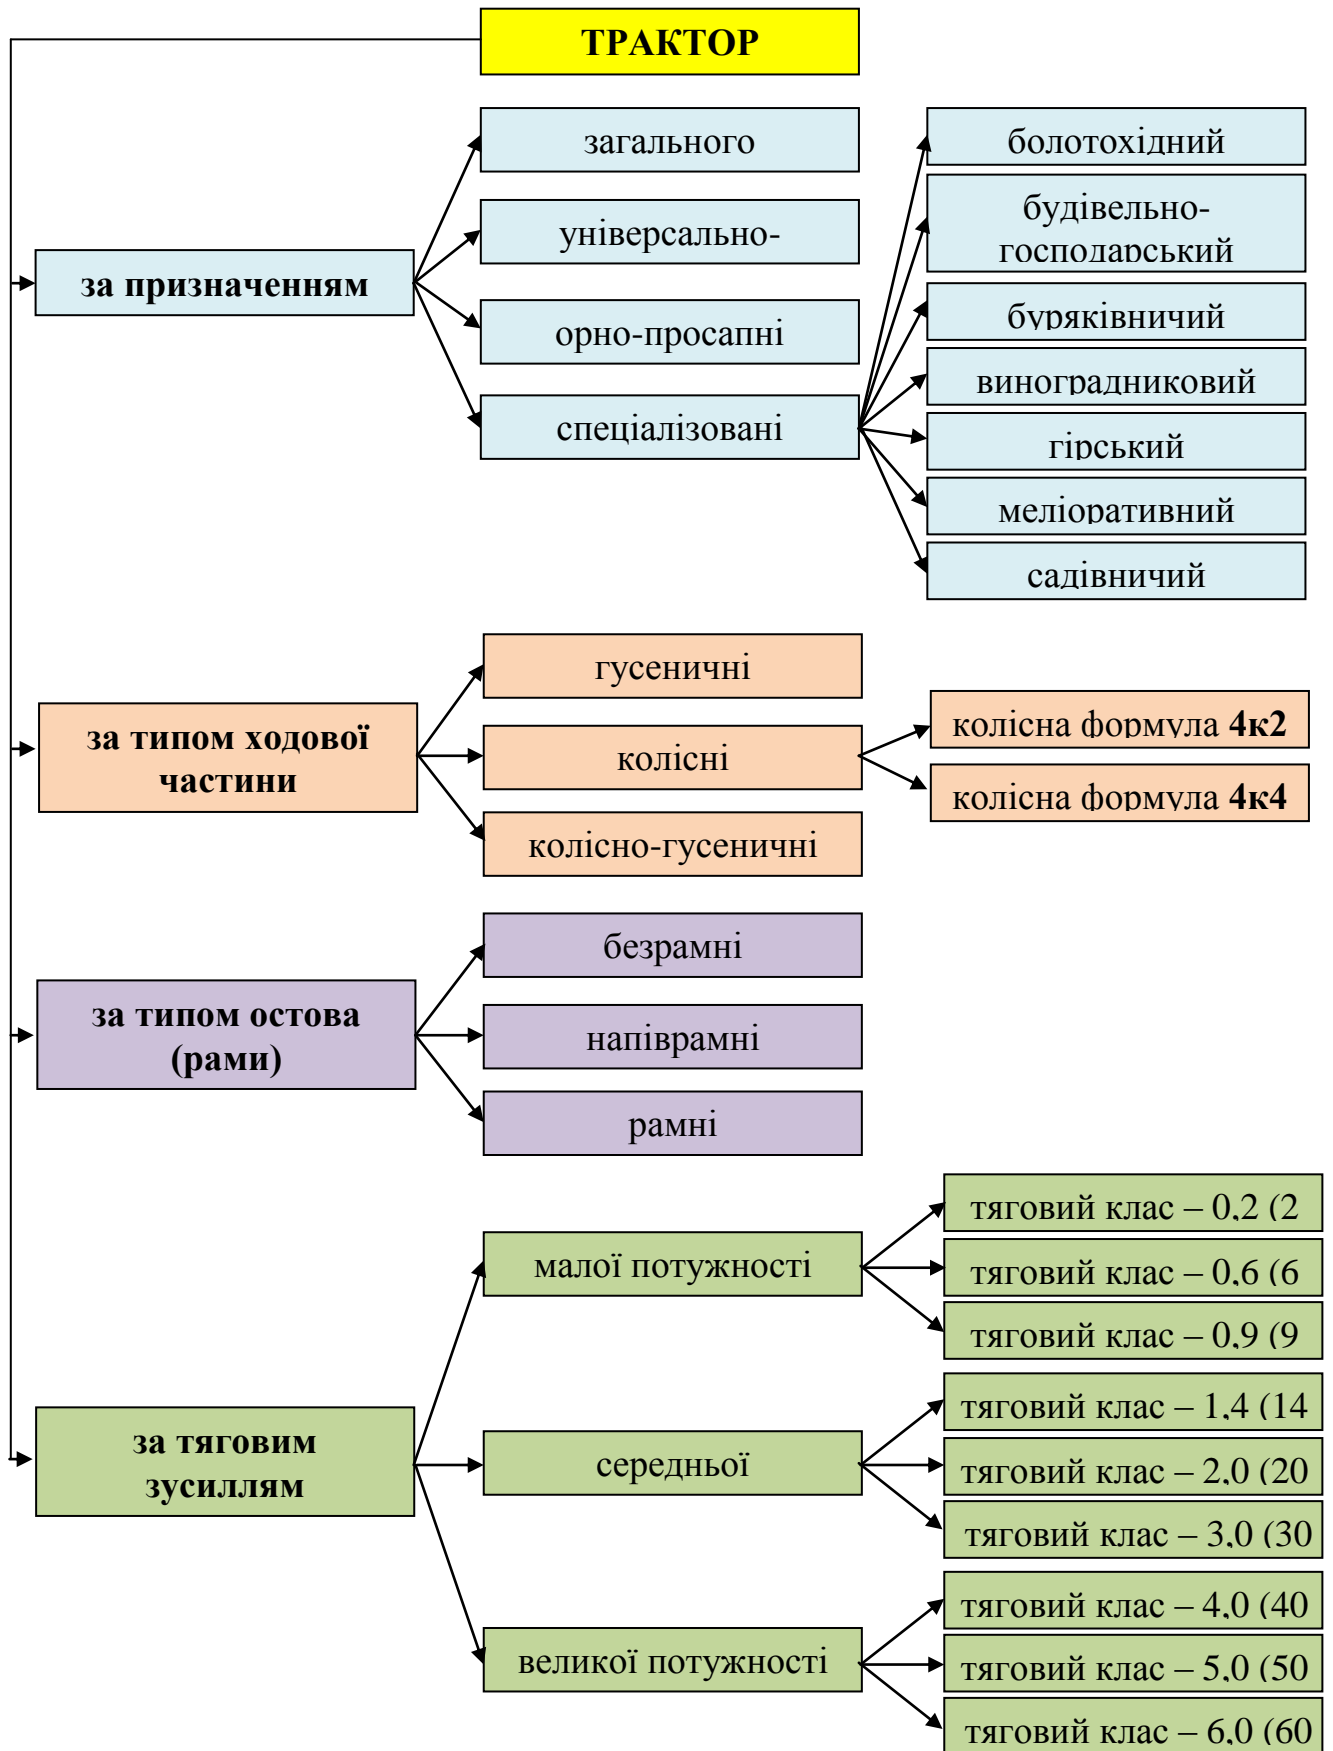 ТРАКТОР
за призначенням
загального
універсально-
орно-просапні
спеціалізовані
болотохідний
будівельно-
господарський
буряківничий
виноградниковий
гірський
меліоративний
садівничий
за типом ходової
частини
гусеничні
колісні
колісно-гусеничні
колісна формула 4к2
колісна формула 4к4
за типом остова
(рами)
безрамні
напіврамні
рамні
за тяговим
зусиллям
малої потужності
тяговий клас – 0,2 (2
тяговий клас – 0,6 (6
тяговий клас – 0,9 (9
середньої
тяговий клас – 1,4 (14
тяговий клас – 2,0 (20
тяговий клас – 3,0 (30
великої потужності
тяговий клас – 4,0 (40
тяговий клас – 5,0 (50
тяговий клас – 6,0 (60